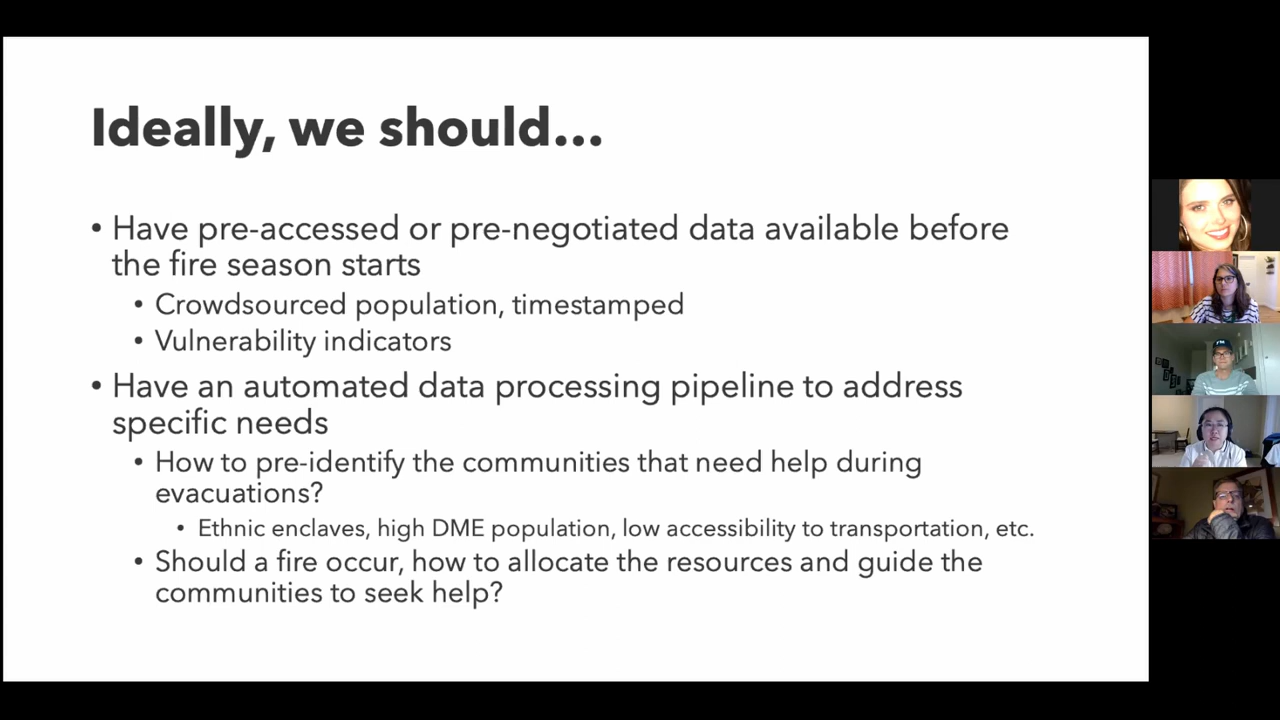 Ideally, we should...
• Have pre-accessed or pre-negotiated data available before
the fire season starts
• Crowdsourced population, timestamped
• Vulnerability indicators
• Have an automated data processing pipeline to address
specific needs
• How to pre-identify the communities that need help during
evacuations?
• Ethnic enclaves, high DME population, low accessibility to transportation, etc.
• Should a fire occur, how to allocate the resources and guide the
communities to seek help?